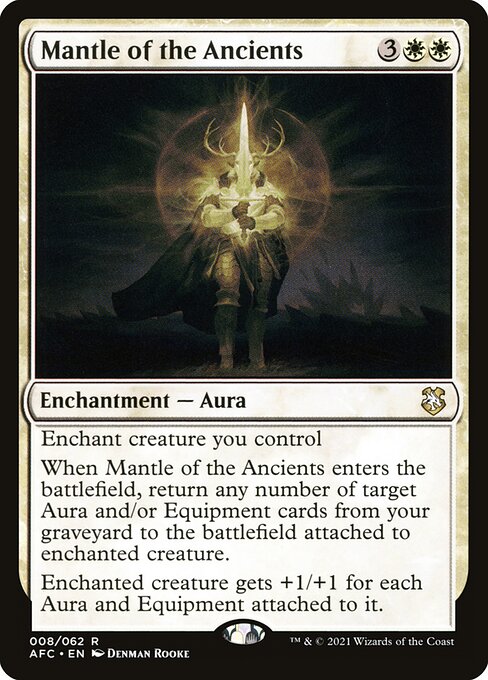 Mantle of the Ancients 3
Enchantment — Aura
Enchant creature you control
When Mantle of the Ancients enters the
battlefield, return any number of target
Aura and/or Equipment cards from your
graveyard to the battlefield attached to
enchanted creature.
Enchanted creature gets +1/+1 for each
Aura and Equipment attached to it.
008/062 R
AFC • EN Denman Rooke
™ & © 2021 Wizards of the Coast